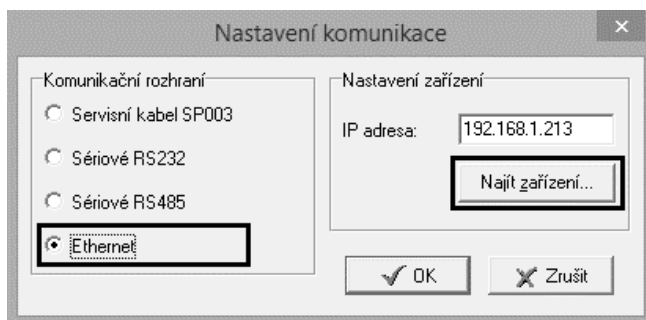 Nastavení komunikace
Komunikační rozhraní
Servisní kabel SP003
Sériové RS232
Sériové RS485
Ethernet
Nastavení zařízení
IP adresa: 192.168.1.213
Najít zařízení...
OK
Zrušit